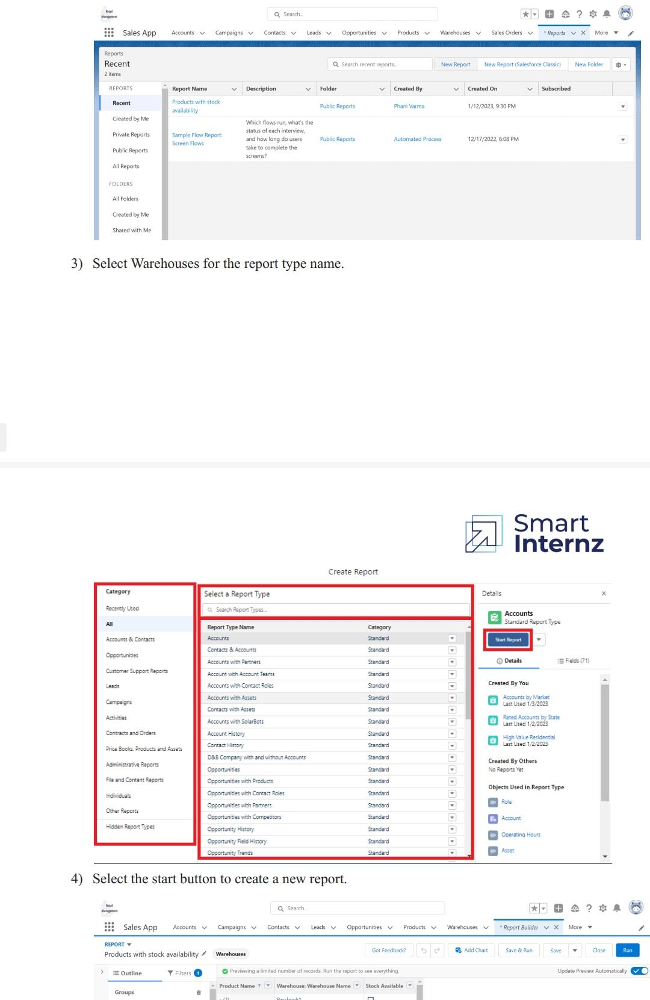 Retail
Management
Search...
Sales App Accounts Campaigns Contacts Leads Opportunities Products Warehouses Sales Orders * Reports More
Reports
Recent
2 items
Search recent reports...
New Report
New Report (Salesforce Classic)
New Folder
REPORTS
Recent
Created by Me
Private Reports
Public Reports
All Reports
FOLDERS
All Folders
Created by Me
Shared with Me
Report Name Description Folder Created By Created On Subscribed
Products with stock
availability
Public Reports Phani Varma 1/12/2023, 9:30 PM
Sample Flow Report:
Screen Flows
Which flows run, what's the
status of each interview,
and how long do users
take to complete the
screens?
Public Reports Automated Process 12/17/2022, 6:08 PM
3) Select Warehouses for the report type name.
Smart
Internz
Create Report
Category
Recently Used
All
Accounts & Contacts
Opportunities
Customer Support Reports
Leads
Campaigns
Activities
Contracts and Orders
Price Books, Products and Assets
Administrative Reports
File and Content Reports
Individuals
Other Reports
Hidden Report Types
Select a Report Type
Search Report Types...
Report Type Name Category
Accounts Standard
Contacts & Accounts Standard
Accounts with Partners Standard
Account with Account Teams Standard
Accounts with Contact Roles Standard
Accounts with Assets Standard
Contacts with Assets Standard
Accounts with SolarBots Standard
Account History Standard
Contact History Standard
D&B Company with and without Accounts Standard
Opportunities Standard
Opportunities with Products Standard
Opportunities with Contact Roles Standard
Opportunities with Partners Standard
Opportunities with Competitors Standard
Opportunity History Standard
Opportunity Field History Standard
Opportunity Trends Standard
Details
Accounts
Standard Report Type
Start Report
Details Fields (71)
Created By You
Accounts by Market
Last Used 1/3/2023
Rated Accounts by State
Last Used 1/2/2023
High Value Residential
Last Used 1/2/2023
Created By Others
No Reports Yet
Objects Used in Report Type
Role
Account
Operating Hours
Asset
4) Select the start button to create a new report.
Retail
Management
Search...
Sales App Accounts Campaigns Contacts Leads Opportunities Products Warehouses * Report Builder More
REPORT
Products with stock availability Warehouses
Got Feedback? Add Chart Save & Run Save Close Run
Outline Filters 1
Previewing a limited number of records. Run the report to see everything.
Update Preview Automatically
Groups
Product Name Warehouse: Warehouse Name Stock Available